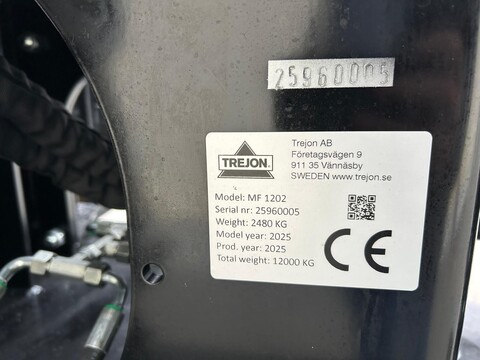 25960005
TREJON
Trejon AB
Företagsvägen 9
911 35 Vännäsby
SWEDEN www.trejon.se
Model: MF 1202
Serial nr: 25960005
Weight: 2480 KG
Model year: 2025
Prod. year: 2025
Total weight: 12000 KG
CE